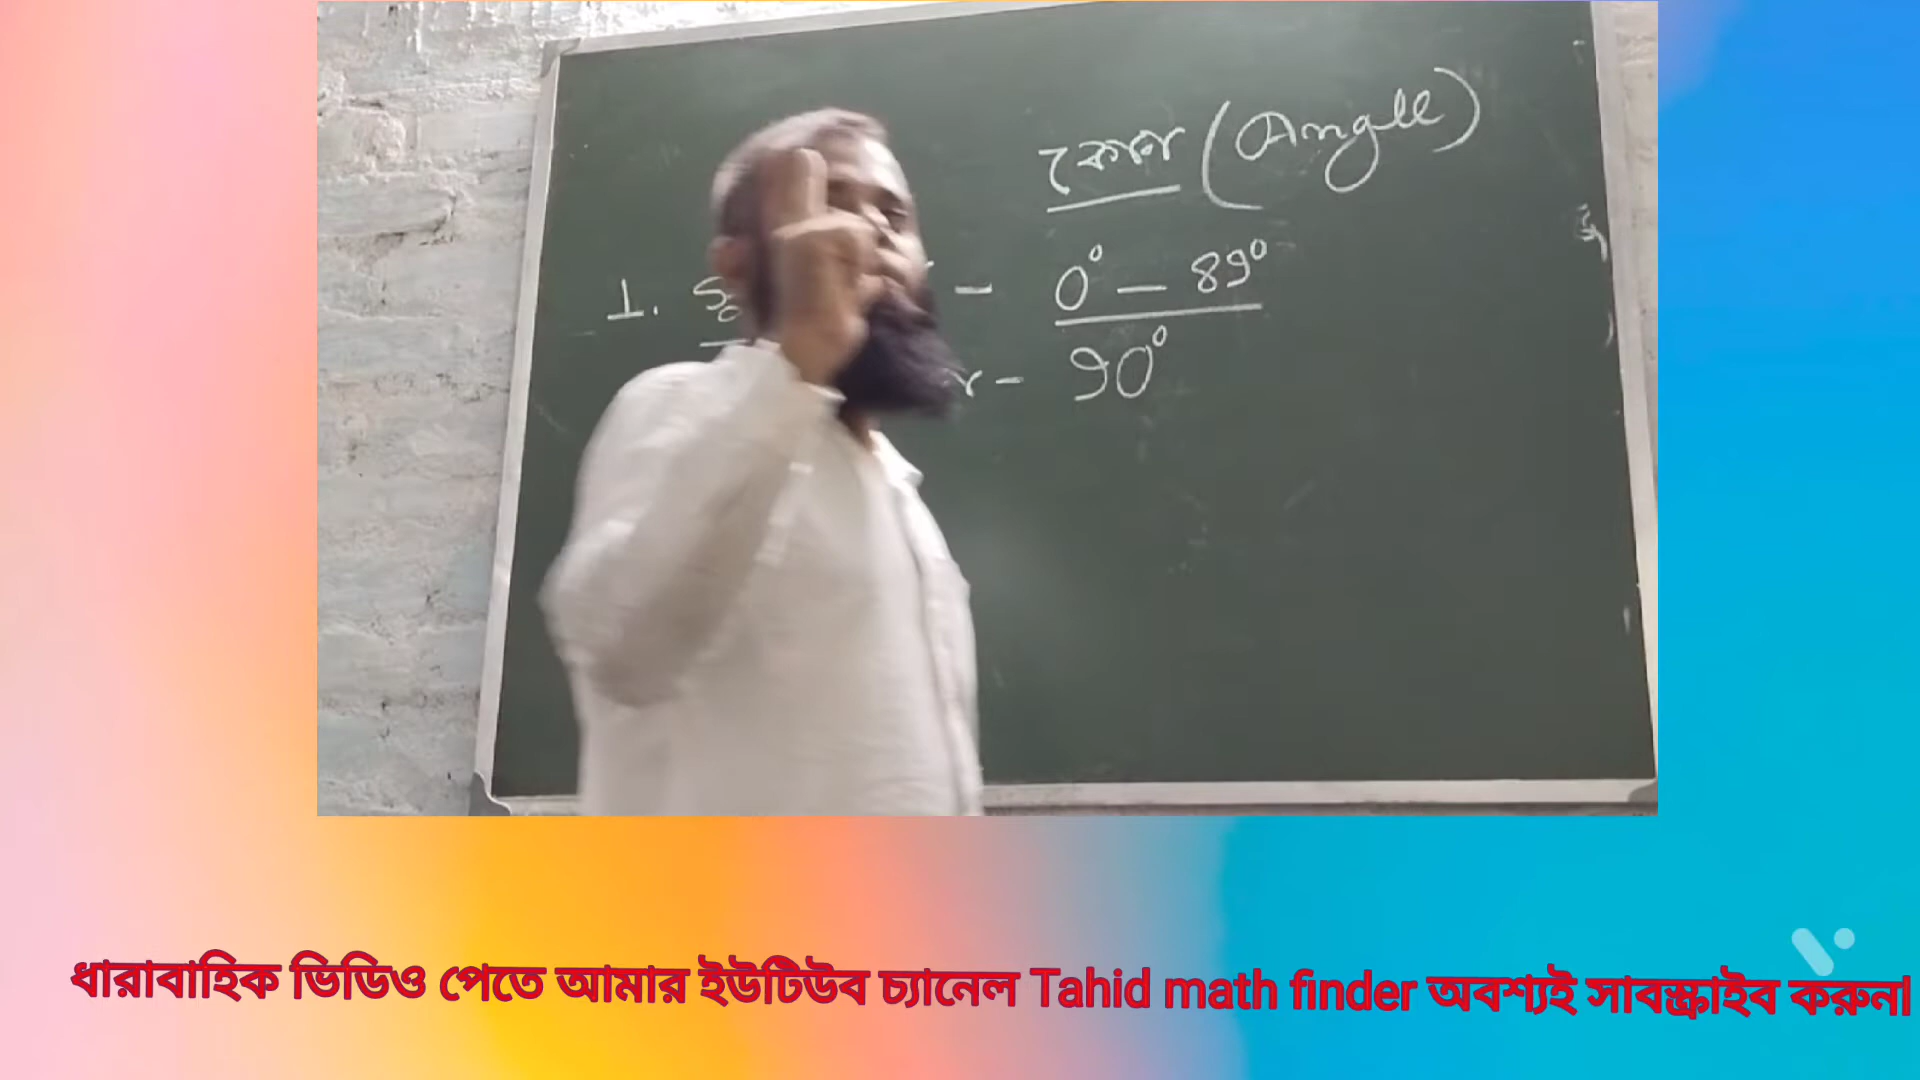 কোণ (Angle)
1. সূ - 0° — 89°
- 90°
ধারাবাহিক ভিডিও পেতে আমার ইউটিউব চ্যানেল Tahid math finder অবশ্যই সাবস্ক্রাইব করুন।